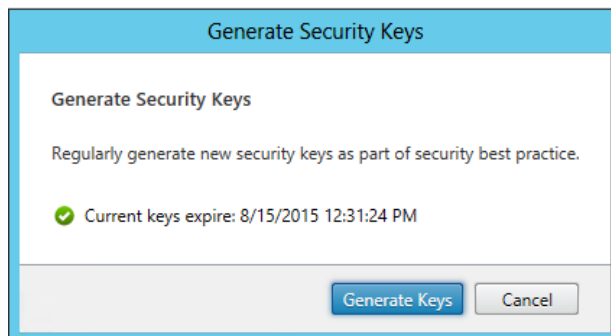 Generate Security Keys
Generate Security Keys
Regularly generate new security keys as part of security best practice.
Current keys expire: 8/15/2015 12:31:24 PM
Generate Keys Cancel